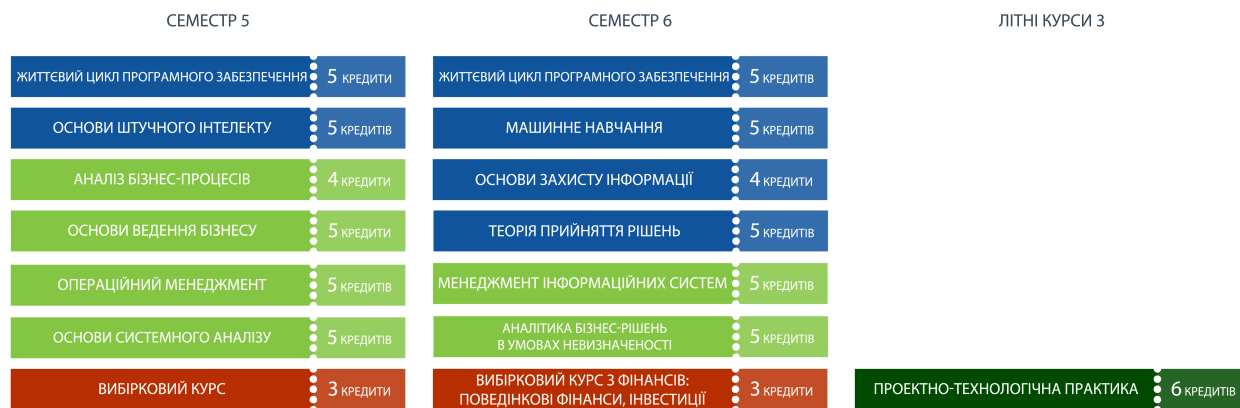 СЕМЕСТР 5
ЖИТТЄВИЙ ЦИКЛ ПРОГРАМНОГО ЗАБЕЗПЕЧЕННЯ 5 КРЕДИТИ
ОСНОВИ ШТУЧНОГО ІНТЕЛЕКТУ 5 КРЕДИТІВ
АНАЛІЗ БІЗНЕС-ПРОЦЕСІВ 4 КРЕДИТИ
ОСНОВИ ВЕДЕННЯ БІЗНЕСУ 5 КРЕДИТИ
ОПЕРАЦІЙНИЙ МЕНЕДЖМЕНТ 5 КРЕДИТІВ
ОСНОВИ СИСТЕМНОГО АНАЛІЗУ 5 КРЕДИТІВ
ВИБІРКОВИЙ КУРС 3 КРЕДИТИ
СЕМЕСТР 6
ЖИТТЄВИЙ ЦИКЛ ПРОГРАМНОГО ЗАБЕЗПЕЧЕННЯ 5 КРЕДИТІВ
МАШИННЕ НАВЧАННЯ 5 КРЕДИТІВ
ОСНОВИ ЗАХИСТУ ІНФОРМАЦІЇ 4 КРЕДИТИ
ТЕОРІЯ ПРИЙНЯТТЯ РІШЕНЬ 5 КРЕДИТІВ
МЕНЕДЖМЕНТ ІНФОРМАЦІЙНИХ СИСТЕМ 5 КРЕДИТІВ
АНАЛІТИКА БІЗНЕС-РІШЕНЬ
В УМОВАХ НЕВИЗНАЧЕНОСТІ 5 КРЕДИТІВ
ВИБІРКОВИЙ КУРС З ФІНАНСІВ:
ПОВЕДІНКОВІ ФІНАНСИ, ІНВЕСТИЦІЇ 3 КРЕДИТИ
ЛІТНІ КУРСИ 3
ПРОЕКТНО-ТЕХНОЛОГІЧНА ПРАКТИКА 6 КРЕДИТІВ